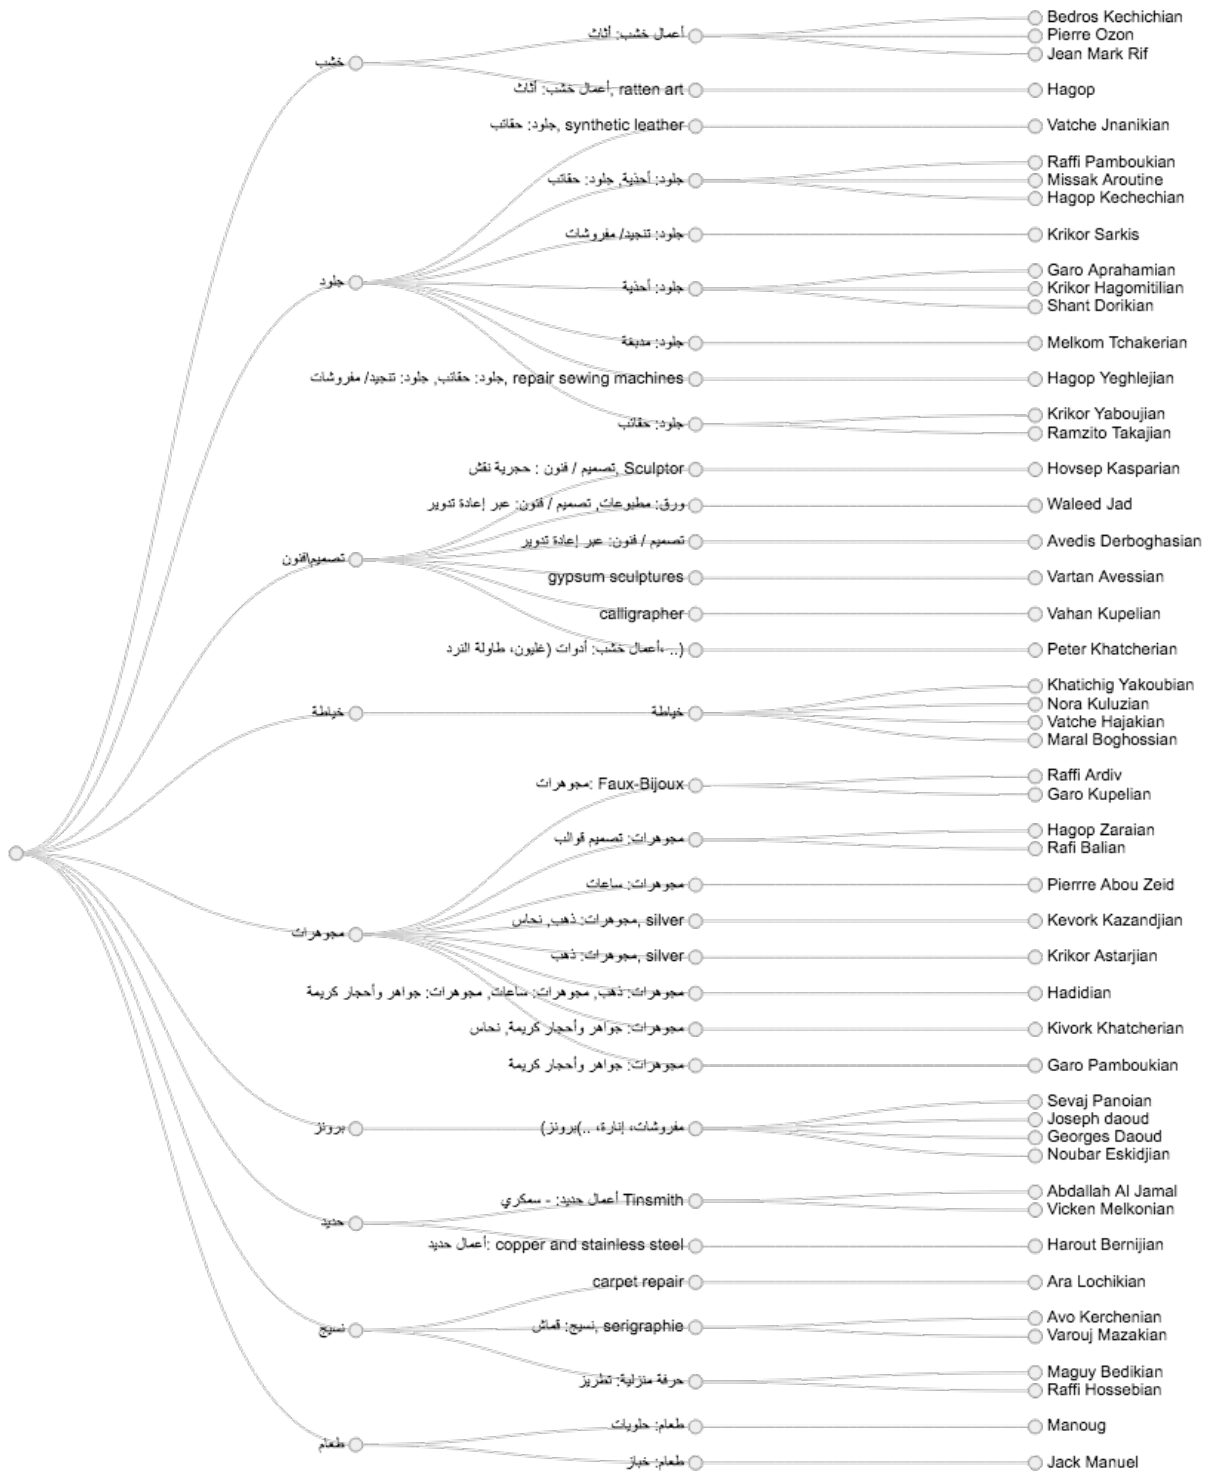 Bedros Kechichian
أعمال خشب: أثاث
Pierre Ozon
Jean Mark Rif
خشب
أعمال خشب: أثاث, ratten art
Hagop
جلود: حقائب, synthetic leather
Vatche Jnanikian
Raffi Pamboukian
جلود: أحذية, جلود: حقائب
Missak Aroutine
Hagop Kechechian
جلود: تنجيد/ مفروشات
Krikor Sarkis
Garo Aprahamian
جلود
جلود: أحذية
Krikor Hagomitilian
Shant Dorikian
جلود: مدبغة
Melkom Tchakerian
جلود: حقائب, جلود: تنجيد/ مفروشات, repair sewing machines
Hagop Yeghlejian
Krikor Yaboujian
جلود: حقائب
Ramzito Takajian
تصميم / فنون : حجرية نقش, Sculptor
Hovsep Kasparian
ورق: مطبوعات, تصميم / فنون: عبر إعادة تدوير
Waleed Jad
تصميم / فنون: عبر إعادة تدوير
Avedis Derboghasian
تصميم\فنون
gypsum sculptures
Vartan Avessian
calligrapher
Vahan Kupelian
أعمال خشب: أدوات (غليون، طاولة النرد، ..)
Peter Khatcherian
Khatichig Yakoubian
Nora Kuluzian
خياطة
خياطة
Vatche Hajakian
Maral Boghossian
Raffi Ardiv
مجوهرات: Faux-Bijoux
Garo Kupelian
Hagop Zaraian
مجوهرات: تصميم قوالب
Rafi Balian
مجوهرات: ساعات
Pierrre Abou Zeid
مجوهرات: ذهب, نحاس, silver
Kevork Kazandjian
مجوهرات
مجوهرات: ذهب, silver
Krikor Astarjian
مجوهرات: ذهب, مجوهرات: ساعات, مجوهرات: جواهر وأحجار كريمة
Hadidian
مجوهرات: جواهر وأحجار كريمة, نحاس
Kivork Khatcherian
مجوهرات: جواهر وأحجار كريمة
Garo Pamboukian
Sevaj Panoian
Joseph daoud
برونز
مفروشات، إنارة، ..)برونز)
Georges Daoud
Noubar Eskidjian
Abdallah Al Jamal
أعمال حديد: - سمكري Tinsmith
Vicken Melkonian
حديد
أعمال حديد: copper and stainless steel
Harout Bernijian
carpet repair
Ara Lochikian
Avo Kerchenian
نسيج
نسيج: قماش, serigraphie
Varouj Mazakian
Maguy Bedikian
حرفة منزلية: تطريز
Raffi Hossebian
طعام: حلويات
Manoug
طعام
طعام: خباز
Jack Manuel